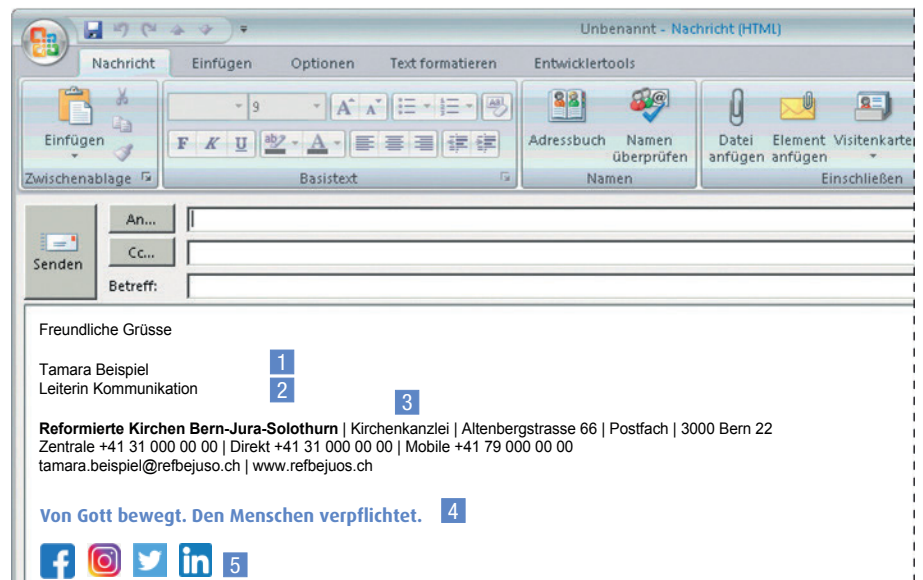 Unbenannt - Nachricht (HTML)
Nachricht Einfügen Optionen Text formatieren Entwicklertools
Einfügen
9
F K U ab A
Adressbuch Namen überprüfen
Datei anfügen Element anfügen Visitenkarte
Zwischenablage Basistext Namen Einschließen
Senden
An...
Cc...
Betreff:
Freundliche Grüsse
Tamara Beispiel 1
Leiterin Kommunikation 2
3
Reformierte Kirchen Bern-Jura-Solothurn | Kirchenkanzlei | Altenbergstrasse 66 | Postfach | 3000 Bern 22
Zentrale +41 31 000 00 00 | Direkt +41 31 000 00 00 | Mobile +41 79 000 00 00
tamara.beispiel@refbejuso.ch | www.refbejuos.ch
Von Gott bewegt. Den Menschen verpflichtet. 4
f in 5